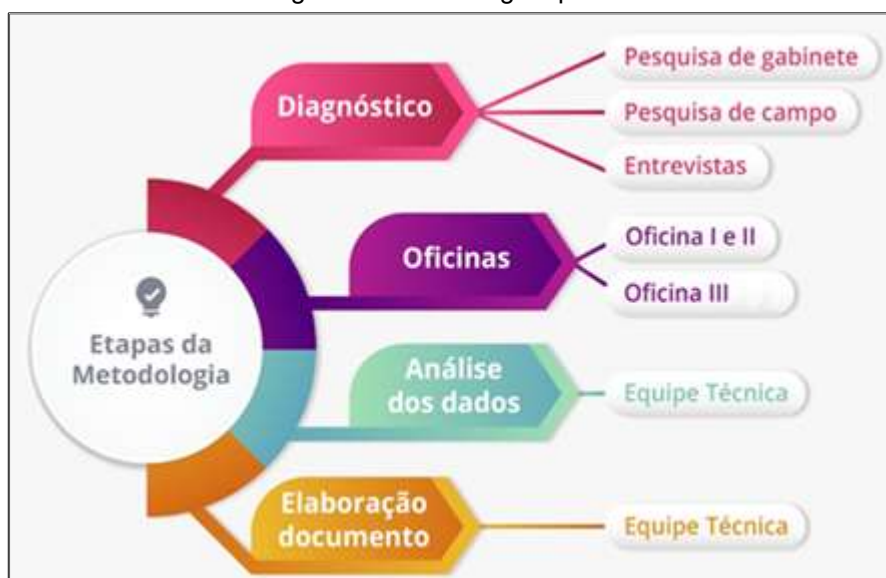 Diagnóstico
Pesquisa de gabinete
Pesquisa de campo
Entrevistas
Oficinas
Oficina I e II
Oficina III
Etapas da
Metodologia
Análise
dos dados
Equipe Técnica
Elaboração
documento
Equipe Técnica